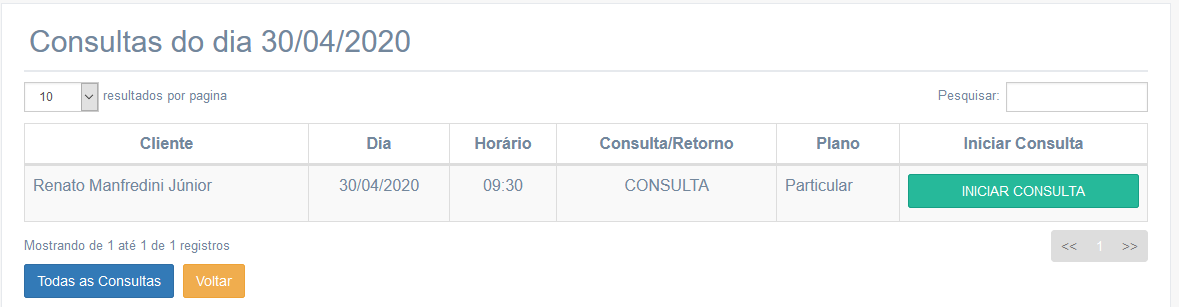 Consultas do dia 30/04/2020
10 resultados por pagina Pesquisar:
Cliente Dia Horário Consulta/Retorno Plano Iniciar Consulta
Renato Manfredini Júnior 30/04/2020 09:30 CONSULTA Particular INICIAR CONSULTA
Mostrando de 1 até 1 de 1 registros << 1 >>
Todas as Consultas Voltar